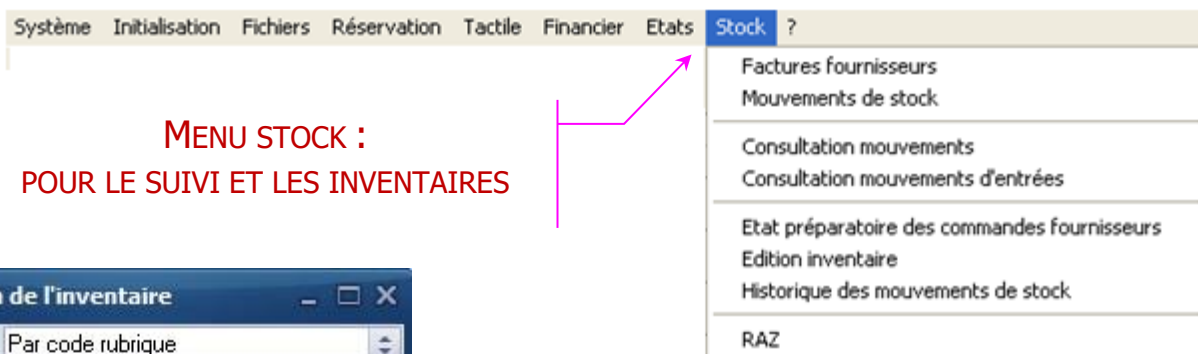 Système Initialisation Fichiers Réservation Tactile Financier Etats Stock ?
Factures fournisseurs
Mouvements de stock
Consultation mouvements
Consultation mouvements d'entrées
Etat préparatoire des commandes fournisseurs
Edition inventaire
Historique des mouvements de stock
RAZ
MENU STOCK :
POUR LE SUIVI ET LES INVENTAIRES
de l'inventaire
Par code rubrique